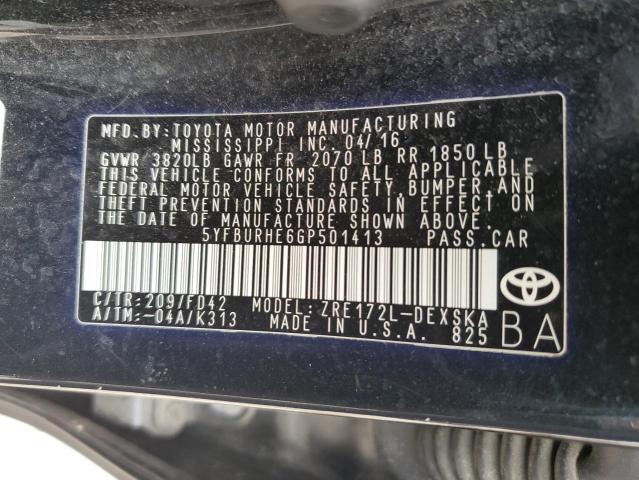 MFD. BY: TOYOTA MOTOR MANUFACTURING
MISSISSIPPI INC. 04/16
GVWR 3820LB GAWR FR 2070 LB RR 1850 LB
THIS VEHICLE CONFORMS TO ALL APPLICABLE
FEDERAL MOTOR VEHICLE SAFETY, BUMPER, AND
THEFT PREVENTION STANDARDS IN EFFECT ON
THE DATE OF MANUFACTURE SHOWN ABOVE.
5YFBURHE6GP501413 PASS. CAR
C/TR: 209/FD42 MODEL: ZRE172L-DEXSKA
A/TM: -04A/K313 MADE IN U.S.A. 825
BA